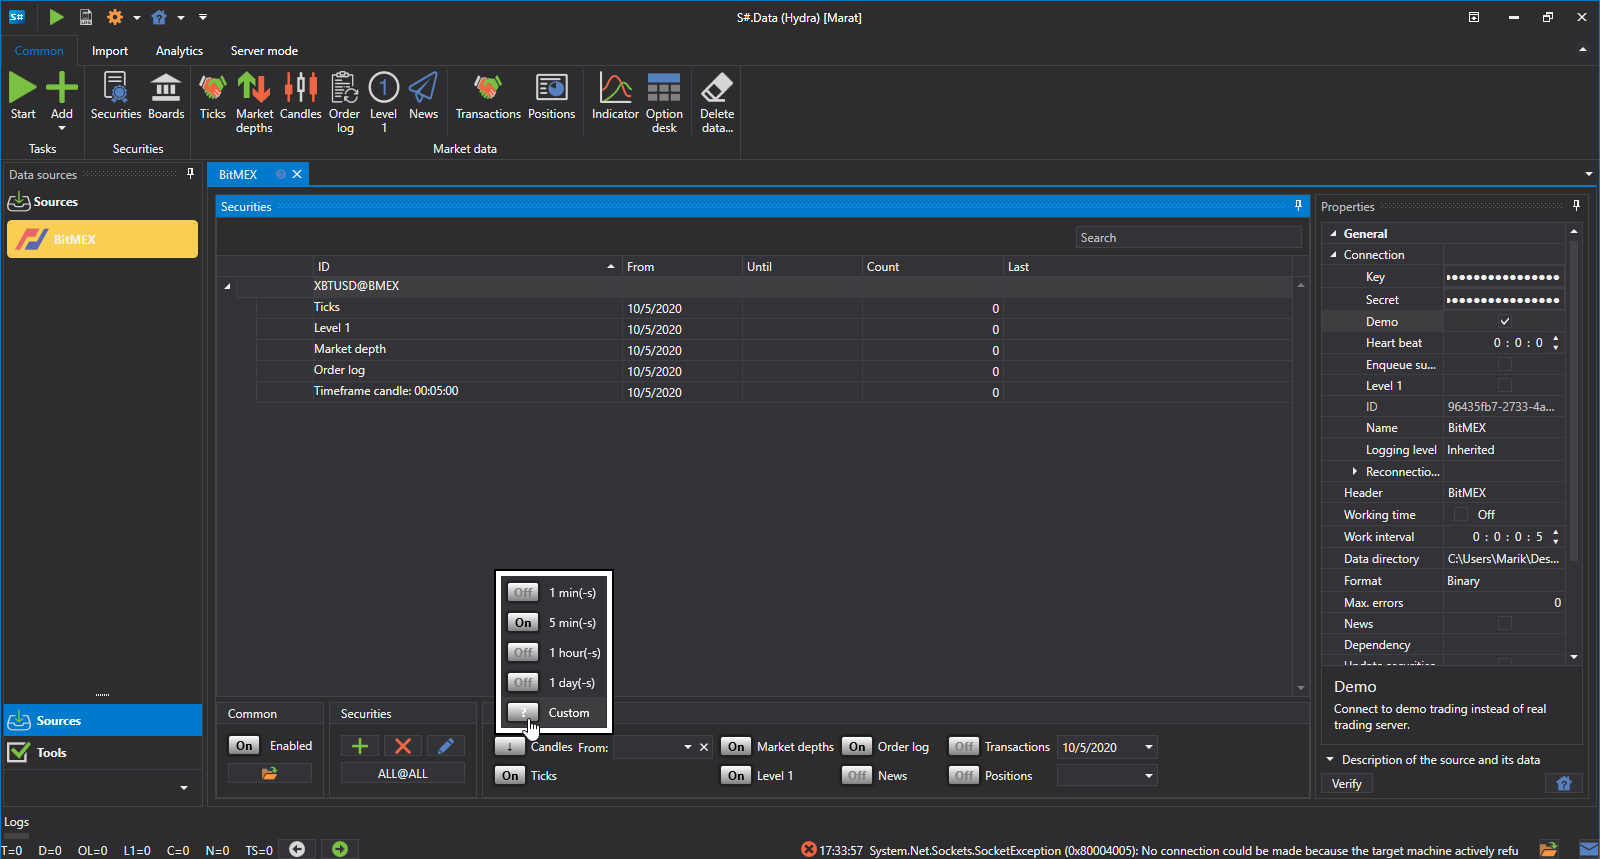 S#
LOG
S#.Data (Hydra) [Marat]
Common
Import
Analytics
Server mode
Start
Add
Securities
Boards
Ticks
Market depths
Candles
Order log
1
Level 1
News
Transactions
Positions
Indicator
Option desk
Delete data...
Tasks
Securities
Market data
Data sources
Sources
BitMEX
Sources
Tools
BitMEX
Securities
Search
ID From Until Count Last
XBTUSD@BMEX
Ticks 10/5/2020 0
Level 1 10/5/2020 0
Market depth 10/5/2020 0
Order log 10/5/2020 0
Timeframe candle: 00:05:00 10/5/2020 0
Off 1 min(-s)
On 5 min(-s)
Off 1 hour(-s)
Off 1 day(-s)
? Custom
Common
On Enabled
Securities
ALL@ALL
↓ Candles From:
On Ticks
On Market depths
On Level 1
On Order log
Off News
Off Transactions 10/5/2020
Off Positions
Properties
General
Connection
Key ●●●●●●●●●●●●●●●
Secret ●●●●●●●●●●●●●●●
Demo
Heart beat 0 : 0 : 0
Enqueue su...
Level 1
ID 96435fb7-2733-4a...
Name BitMEX
Logging level Inherited
Reconnectio...
Header BitMEX
Working time Off
Work interval 0 : 0 : 0 : 5
Data directory C:\Users\Marik\Des...
Format Binary
Max. errors 0
News
Dependency
Update securities
Demo
Connect to demo trading instead of real
trading server.
Description of the source and its data
Verify
Logs
T=0 D=0 OL=0 L1=0 C=0 N=0 TS=0
17:33:57 System.Net.Sockets.SocketException (0x80004005): No connection could be made because the target machine actively refu